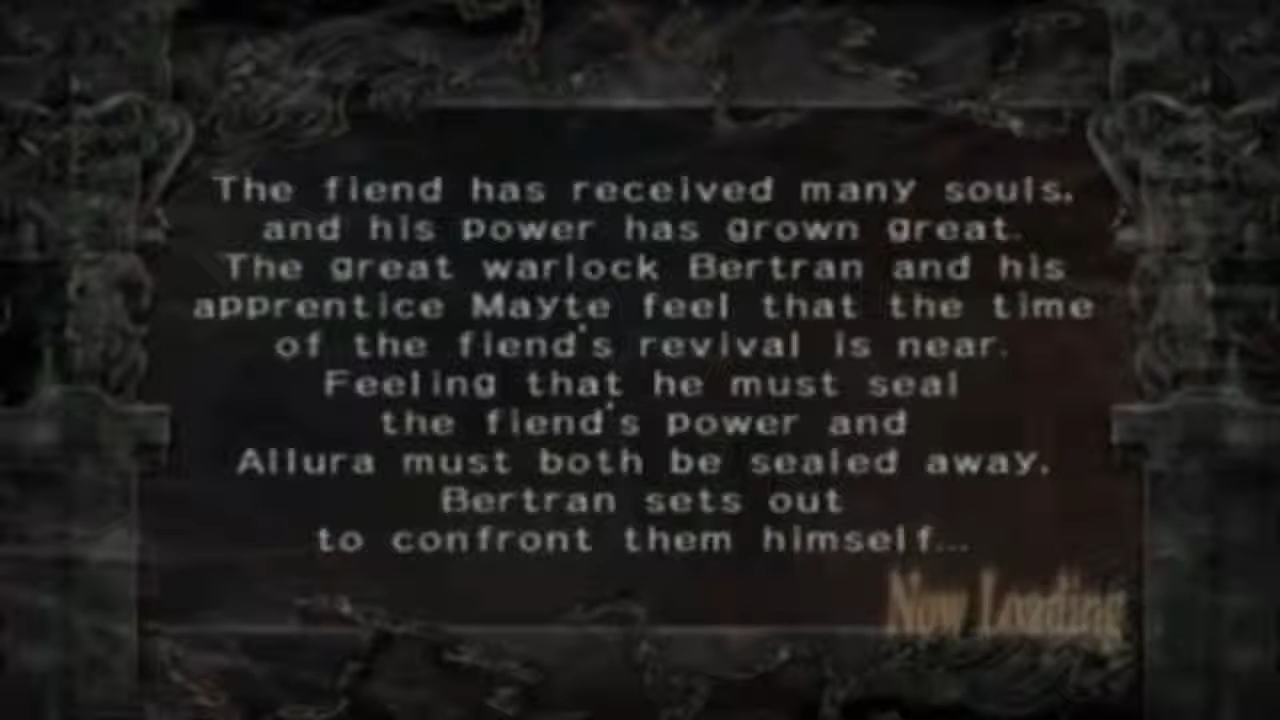 The fiend has received many souls,
and his power has grown great.
The great warlock Bertran and his
apprentice Mayte feel that the time
of the fiend's revival is near.
Feeling that he must seal
the fiend's power and
Allura must both be sealed away,
Bertran sets out
to confront them himself...
Now Loading